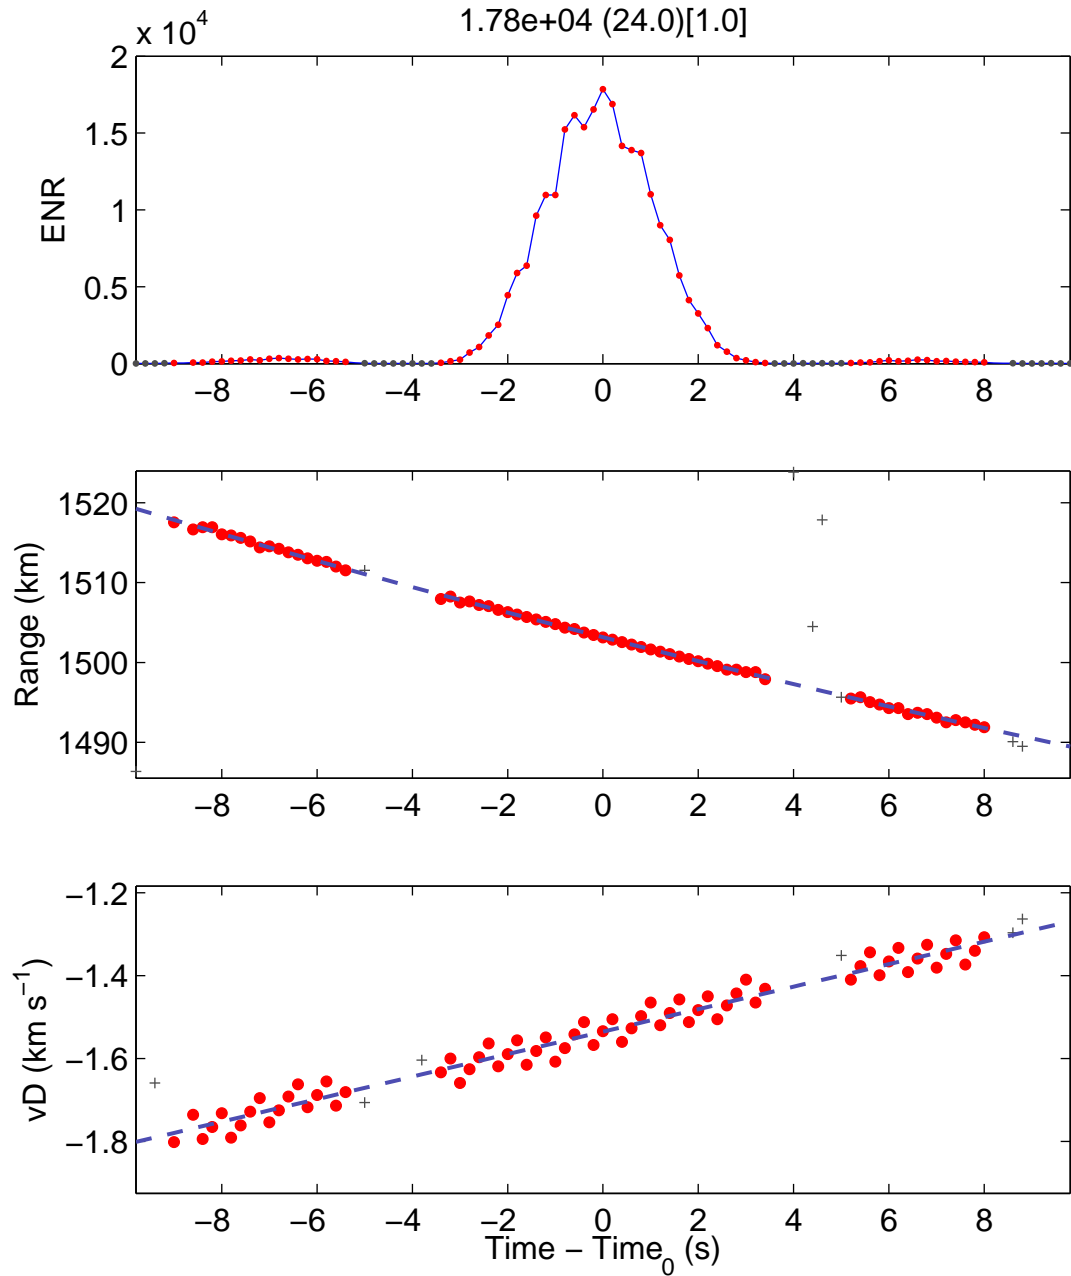 1.78e+04 (24.0)[1.0]
x 10⁴
2
1.5
1
0.5
0
ENR
−8 −6 −4 −2 0 2 4 6 8
1520
1510
1500
1490
Range (km)
−8 −6 −4 −2 0 2 4 6 8
−1.2
−1.4
−1.6
−1.8
vD (km s⁻¹)
−8 −6 −4 −2 0 2 4 6 8
Time − Time₀ (s)